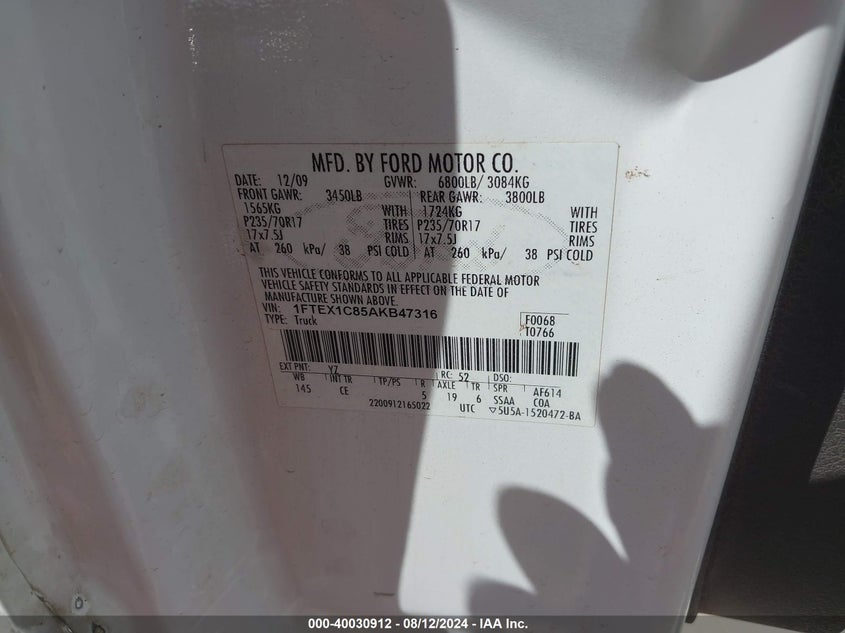 MFD. BY FORD MOTOR CO.
DATE: 12/09 GVWR: 6800LB/ 3084KG
FRONT GAWR: 3450LB REAR GAWR: 3800LB
1565KG WITH 1724KG WITH
P235/70R17 TIRES P235/70R17 TIRES
17x7.5J RIMS 17x7.5J RIMS
AT 260 kPa/ 38 PSI COLD AT 260 kPa/ 38 PSI COLD
THIS VEHICLE CONFORMS TO ALL APPLICABLE FEDERAL MOTOR
VEHICLE SAFETY STANDARDS IN EFFECT ON THE DATE OF
MANUFACTURE SHOWN ABOVE.
VIN: 1FTEX1C85AKB47316 F0068
TYPE: Truck T0766
EXT PNT: YZ RC: 52 DSO:
WB INT TR TP/PS R AXLE TR SPR AF614
145 CE 5 19 6 SSAA COA
2200912165022 UTC ▽5U5A-1520472-BA
000-40030912 - 08/12/2024 - IAA Inc.